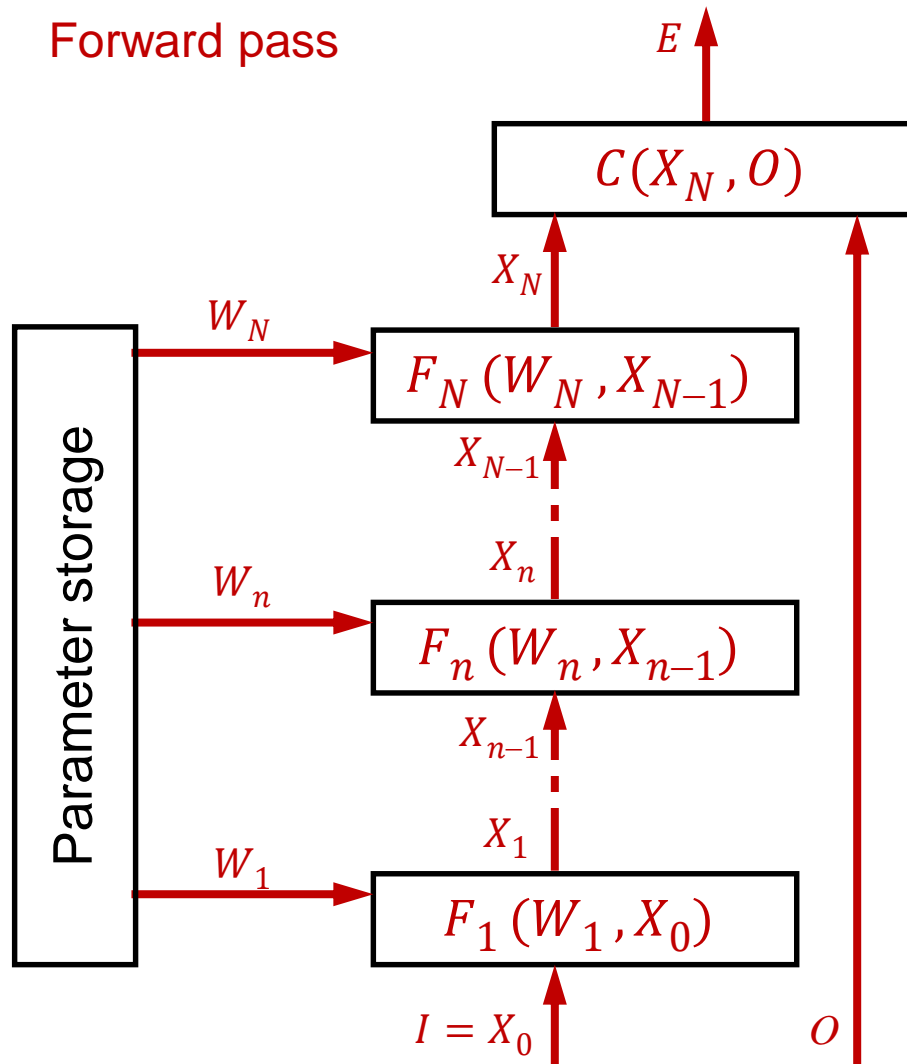 Forward pass
E
C(X_N, O)
X_N
W_N
F_N(W_N, X_{N−1})
X_{N−1}
Parameter storage
X_n
W_n
F_n(W_n, X_{n−1})
X_{n−1}
X_1
W_1
F_1(W_1, X_0)
I = X_0
O